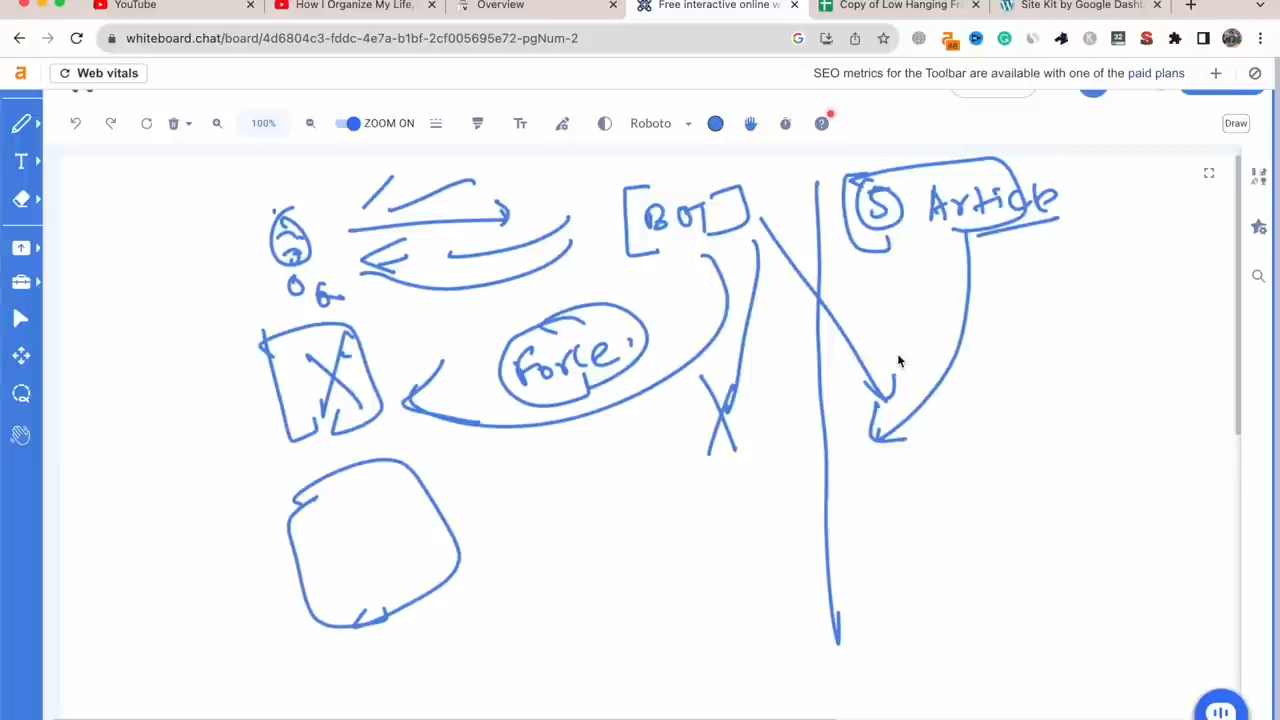 YouTube
How I Organize My Life,
Overview
Free interactive online w
Copy of Low Hanging Fr
Site Kit by Google Dashb
whiteboard.chat/board/4d6804c3-fddc-4e7a-b1bf-2cf005695e72-pgNum-2
Web vitals
SEO metrics for the Toolbar are available with one of the paid plans
100%
ZOOM ON
Roboto
Draw
BOT
5 Article
Force.